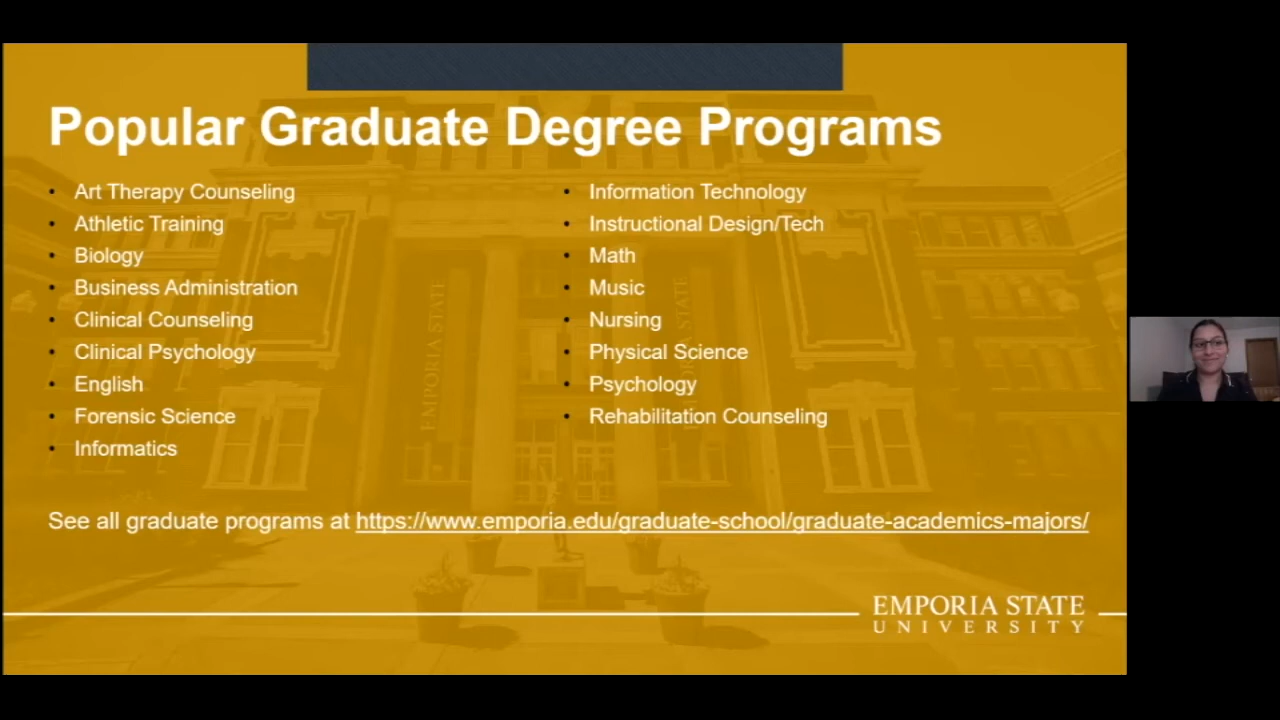 Popular Graduate Degree Programs
Art Therapy Counseling
Athletic Training
Biology
Business Administration
Clinical Counseling
Clinical Psychology
English
Forensic Science
Informatics
Information Technology
Instructional Design/Tech
Math
Music
Nursing
Physical Science
Psychology
Rehabilitation Counseling
EMPORIA STATE
See all graduate programs at https://www.emporia.edu/graduate-school/graduate-academics-majors/
EMPORIA STATE
UNIVERSITY